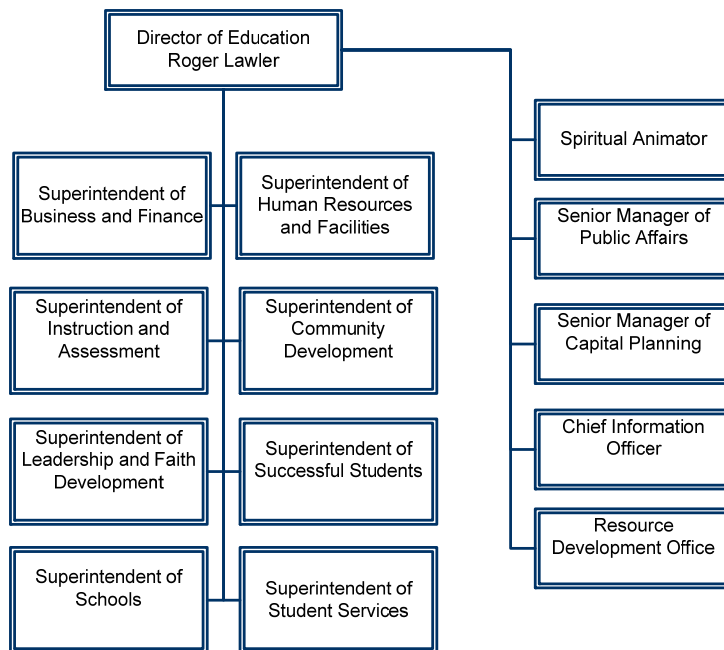 Director of Education
Roger Lawler
Spiritual Animator
Superintendent of
Business and Finance
Superintendent of
Human Resources
and Facilities
Senior Manager of
Public Affairs
Superintendent of
Instruction and
Assessment
Superintendent of
Community
Development
Senior Manager of
Capital Planning
Superintendent of
Leadership and Faith
Development
Superintendent of
Successful Students
Chief Information
Officer
Resource
Development Office
Superintendent of
Schools
Superintendent of
Student Services